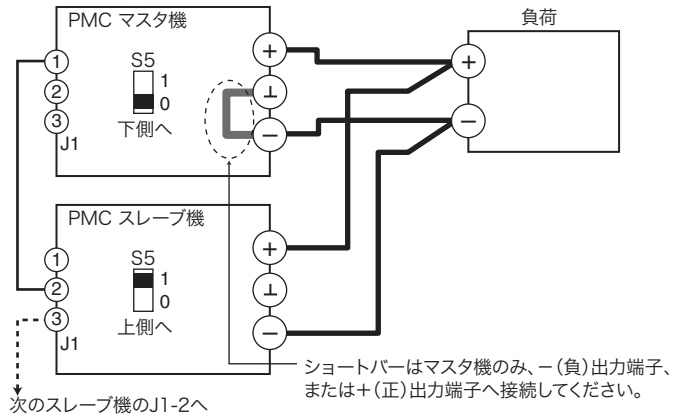 PMC マスタ機
負荷
S5
1
0
下側へ
1
2
3
J1
+
⊥
−
+
−
PMC スレーブ機
S5
1
0
上側へ
1
2
3
J1
+
⊥
−
ショートバーはマスタ機のみ、−(負)出力端子、
または+(正)出力端子へ接続してください。
次のスレーブ機のJ1-2へ